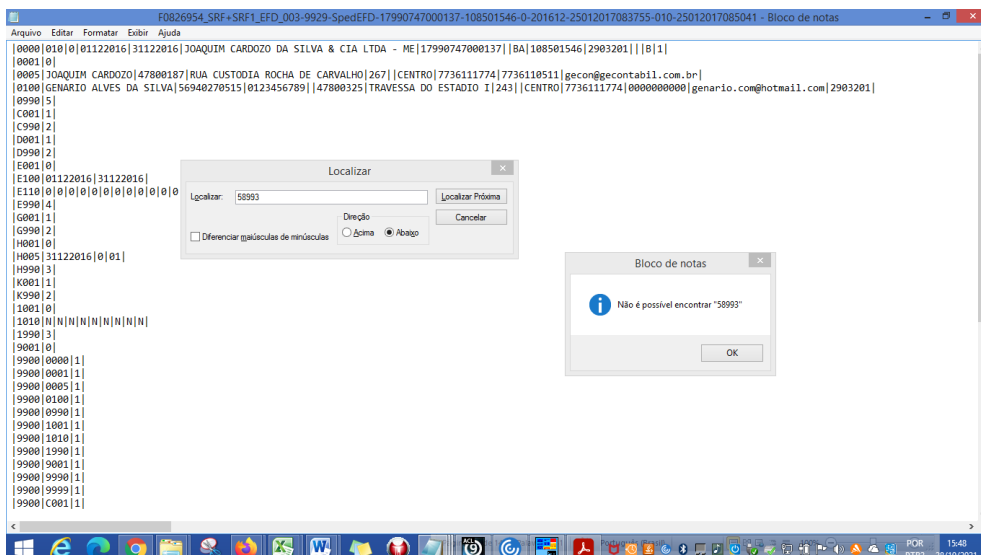 F0826954_SRF+SRF1_EFD_003-9929-SpedEFD-17990747000137-108501546-0-201612-25012017083755-010-25012017085041 - Bloco de notas
Arquivo Editar Formatar Exibir Ajuda
|0000|010|0|01122016|31122016|JOAQUIM CARDOZO DA SILVA & CIA LTDA - ME|17990747000137||BA|108501546|2903201|||B|1|
|0001|0|
|0005|JOAQUIM CARDOZO|47800187|RUA CUSTODIA ROCHA DE CARVALHO|267||CENTRO|7736111774|7736110511|gecon@gecontabil.com.br|
|0100|GENARIO ALVES DA SILVA|56940270515|0123456789||47800325|TRAVESSA DO ESTADIO I|243||CENTRO|7736111774|0000000000|genario.com@hotmail.com|2903201|
|0990|5|
|C001|1|
|C990|2|
|D001|1|
|D990|2|
|E001|0|
|E100|01122016|31122016|
|E110|0|0|0|0|0|0|0|0|0|0|0|0
|E990|4|
|G001|1|
|G990|2|
|H001|0|
|H005|31122016|0|01|
|H990|3|
|K001|1|
|K990|2|
|1001|0|
|1010|N|N|N|N|N|N|N|N|
|1990|3|
|9001|0|
|9900|0000|1|
|9900|0001|1|
|9900|0005|1|
|9900|0100|1|
|9900|0990|1|
|9900|1001|1|
|9900|1010|1|
|9900|1990|1|
|9900|9001|1|
|9900|9990|1|
|9900|9999|1|
|9900|C001|1|
Localizar
Localizar: 58993 Localizar Próxima
Direção Cancelar
Diferenciar maiúsculas de minúsculas Acima Abaixo
Bloco de notas
Não é possível encontrar "58993"
OK
POR 15:48